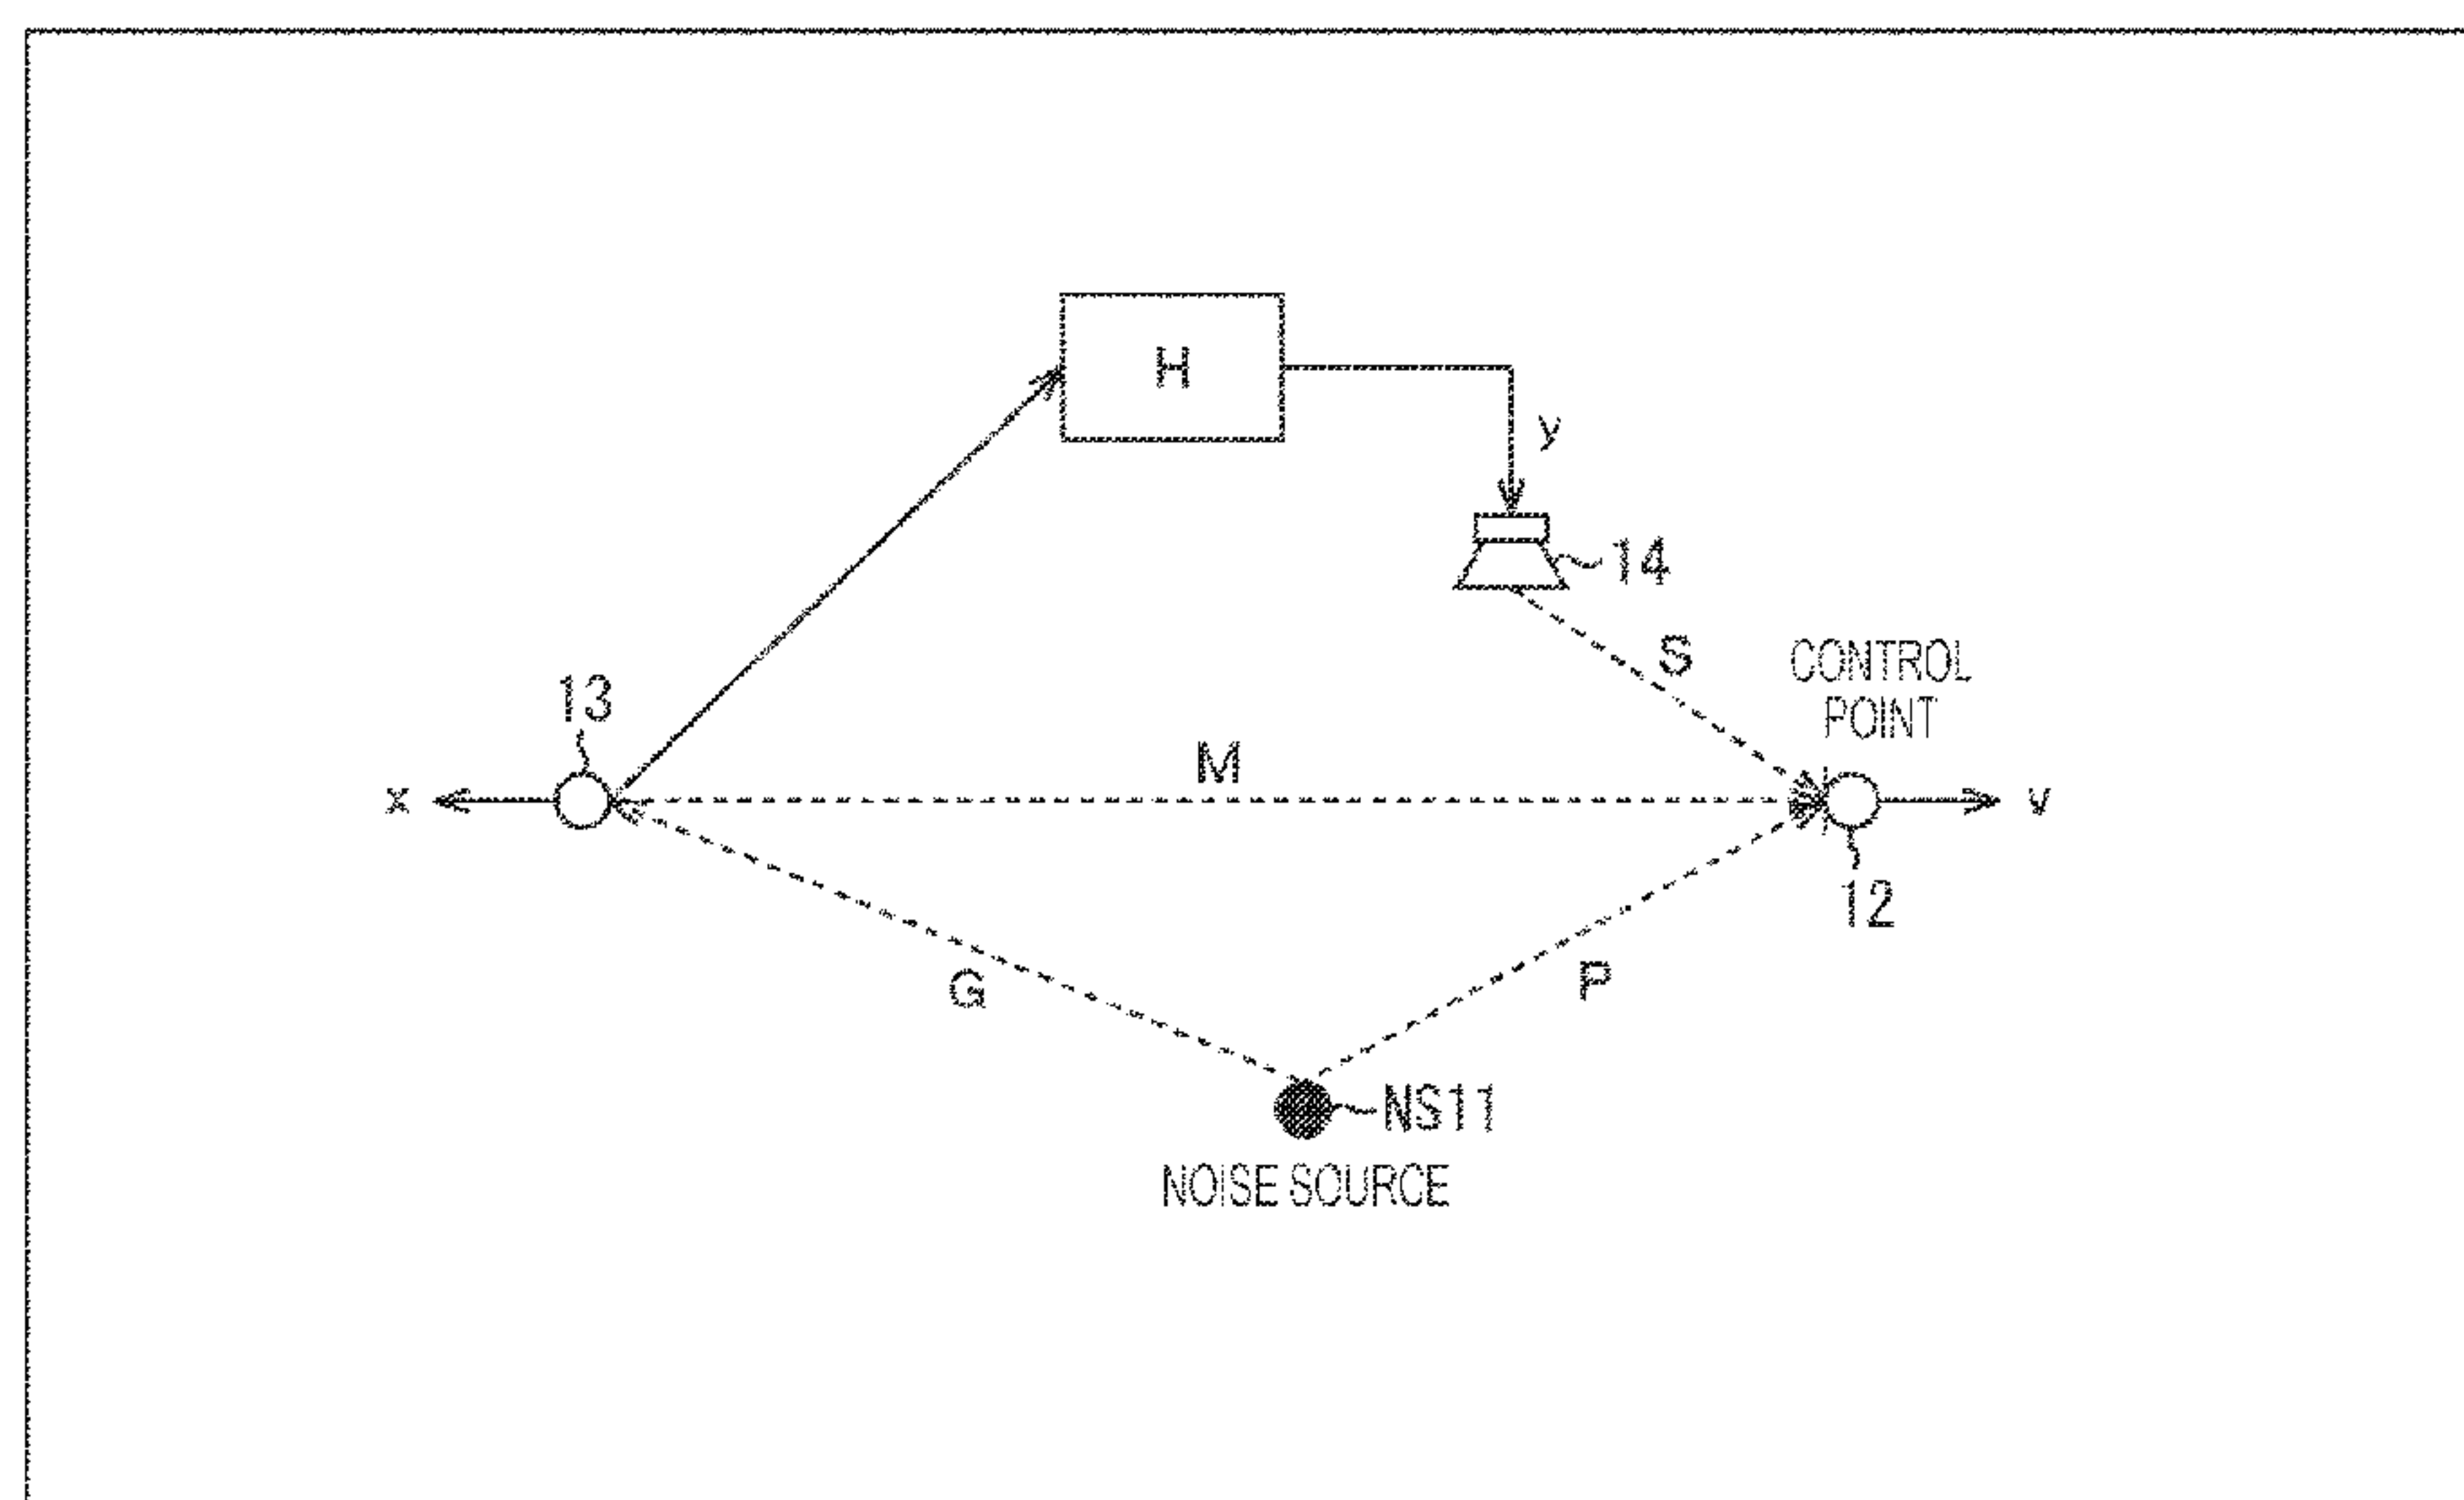 H
y
14
S
CONTROL
POINT
13
M
x
v
12
G
P
NS11
NOISE SOURCE